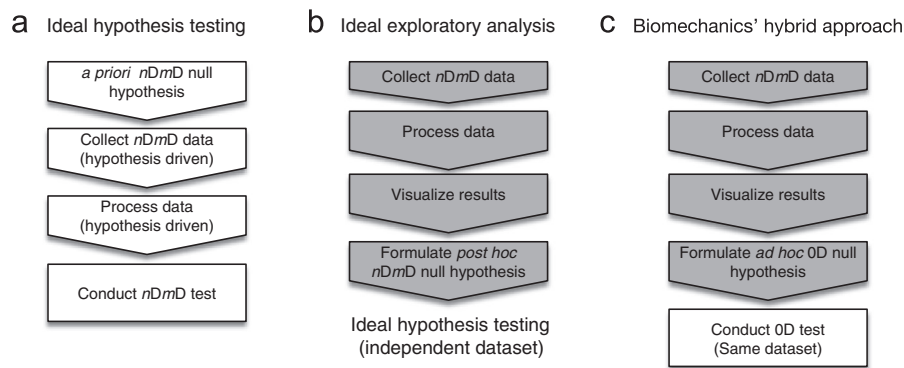 a Ideal hypothesis testing
a priori nDmD null
hypothesis
Collect nDmD data
(hypothesis driven)
Process data
(hypothesis driven)
Conduct nDmD test
b Ideal exploratory analysis
Collect nDmD data
Process data
Visualize results
Formulate post hoc
nDmD null hypothesis
Ideal hypothesis testing
(independent dataset)
c Biomechanics' hybrid approach
Collect nDmD data
Process data
Visualize results
Formulate ad hoc 0D null
hypothesis
Conduct 0D test
(Same dataset)